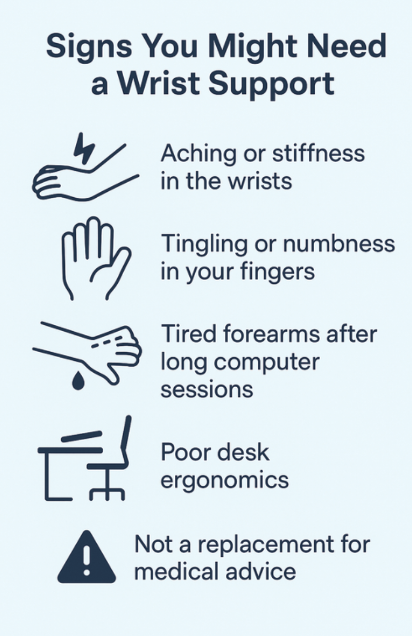 Signs You Might Need
a Wrist Support
Aching or stiffness
in the wrists
Tingling or numbness
in your fingers
Tired forearms after
long computer
sessions
Poor desk
ergonomics
Not a replacement for
medical advice